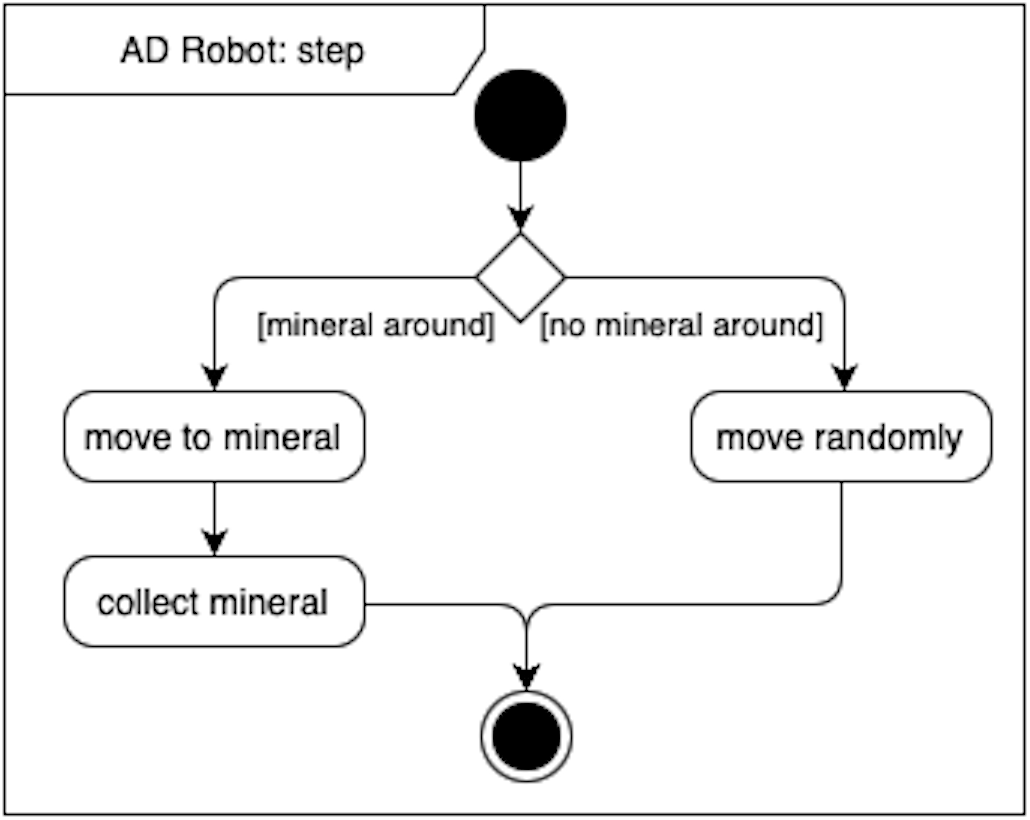 AD Robot: step
[mineral around]
[no mineral around]
move to mineral
move randomly
collect mineral